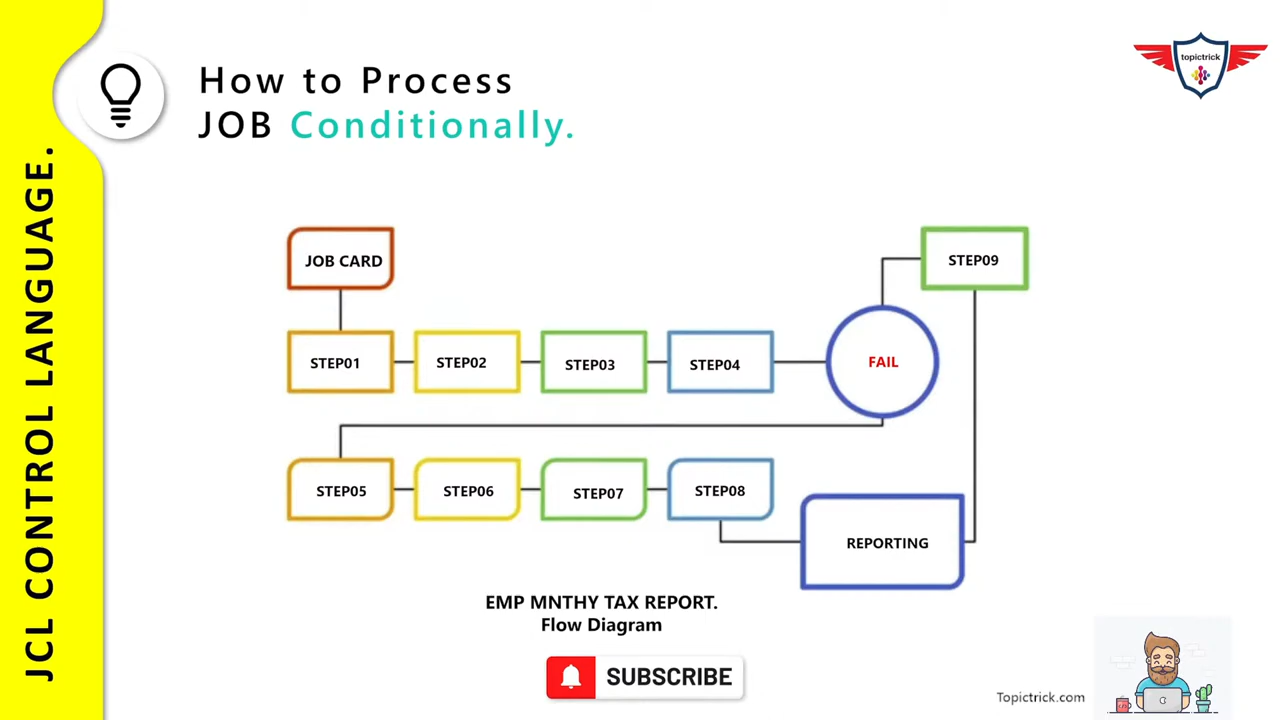 JCL CONTROL LANGUAGE.
How to Process
JOB Conditionally.
topictrick
JOB CARD
STEP09
STEP01
STEP02
STEP03
STEP04
FAIL
STEP05
STEP06
STEP07
STEP08
REPORTING
EMP MNTHY TAX REPORT.
Flow Diagram
SUBSCRIBE
Topictrick.com